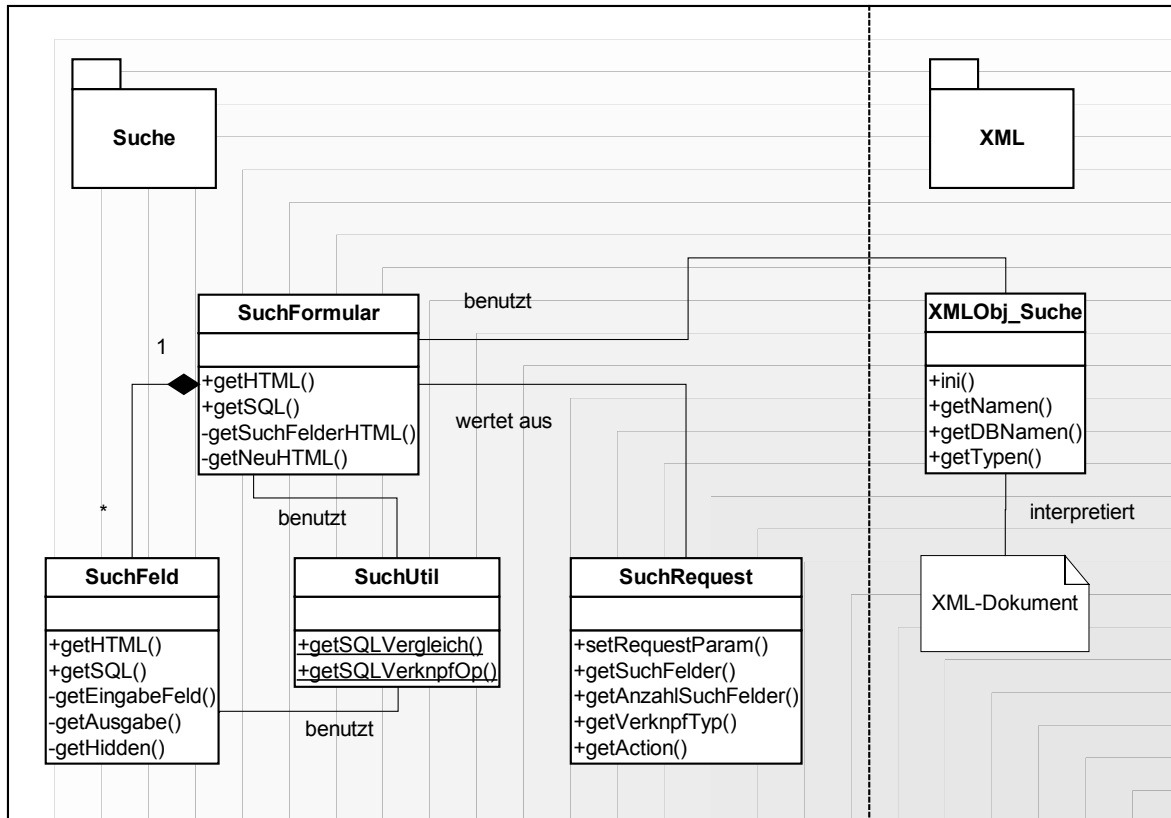 Suche
XML
benutzt
SuchFormular
+getHTML()
+getSQL()
-getSuchFelderHTML()
-getNeuHTML()
XMLObj_Suche
+ini()
+getNamen()
+getDBNamen()
+getTypen()
1
wertet aus
*
benutzt
interpretiert
SuchFeld
+getHTML()
+getSQL()
-getEingabeFeld()
-getAusgabe()
-getHidden()
SuchUtil
+getSQLVergleich()
+getSQLVerknpfOp()
benutzt
SuchRequest
+setRequestParam()
+getSuchFelder()
+getAnzahlSuchFelder()
+getVerknpfTyp()
+getAction()
XML-Dokument